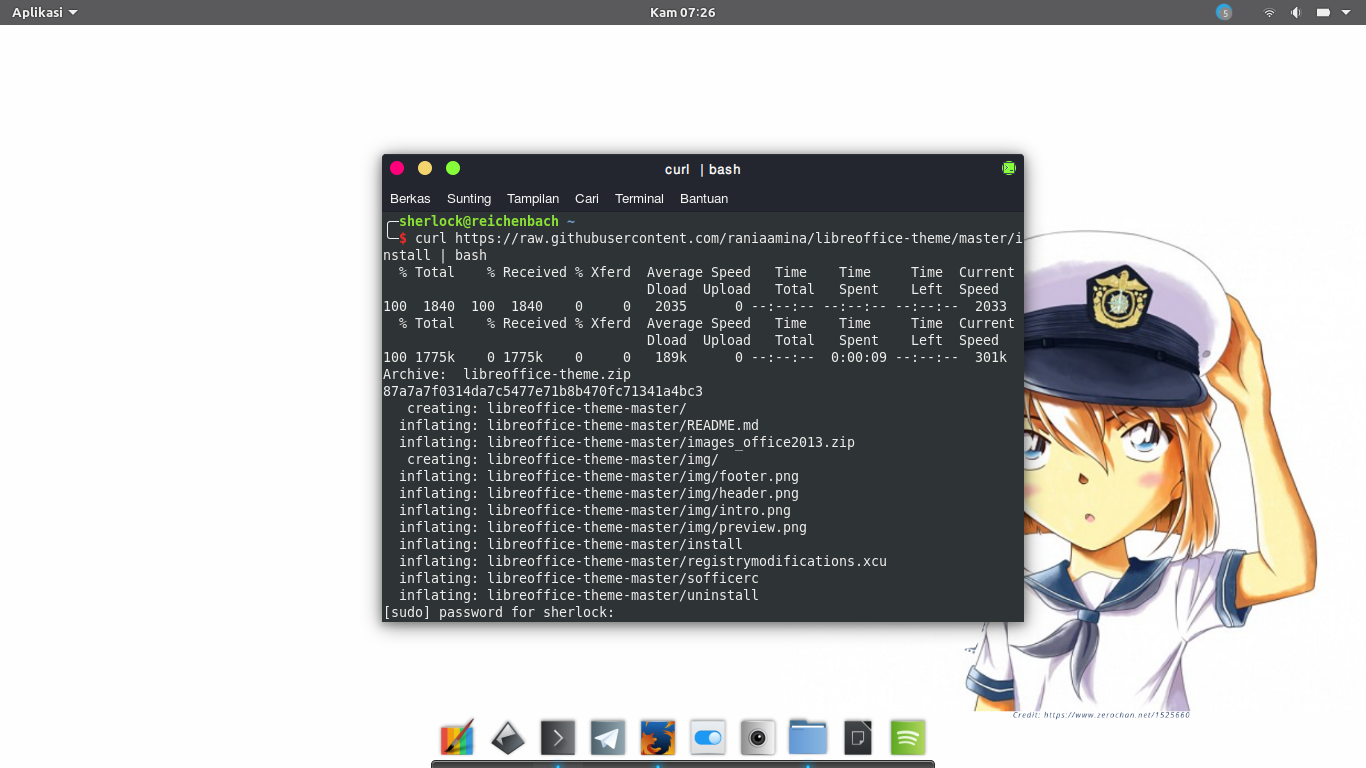 Aplikasi
Kam 07:26
curl | bash
Berkas Sunting Tampilan Cari Terminal Bantuan
sherlock@reichenbach ~
$ curl https://raw.githubusercontent.com/raniaamina/libreoffice-theme/master/i
nstall | bash
% Total % Received % Xferd Average Speed Time Time Time Current
Dload Upload Total Spent Left Speed
100 1840 100 1840 0 0 2035 0 --:--:-- --:--:-- --:--:-- 2033
% Total % Received % Xferd Average Speed Time Time Time Current
Dload Upload Total Spent Left Speed
100 1775k 0 1775k 0 0 189k 0 --:--:-- 0:00:09 --:--:-- 301k
Archive: libreoffice-theme.zip
87a7a7f0314da7c5477e71b8b470fc71341a4bc3
creating: libreoffice-theme-master/
inflating: libreoffice-theme-master/README.md
inflating: libreoffice-theme-master/images_office2013.zip
creating: libreoffice-theme-master/img/
inflating: libreoffice-theme-master/img/footer.png
inflating: libreoffice-theme-master/img/header.png
inflating: libreoffice-theme-master/img/intro.png
inflating: libreoffice-theme-master/img/preview.png
inflating: libreoffice-theme-master/install
inflating: libreoffice-theme-master/registrymodifications.xcu
inflating: libreoffice-theme-master/sofficerc
inflating: libreoffice-theme-master/uninstall
[sudo] password for sherlock:
Credit: https://www.zerochan.net/1525660